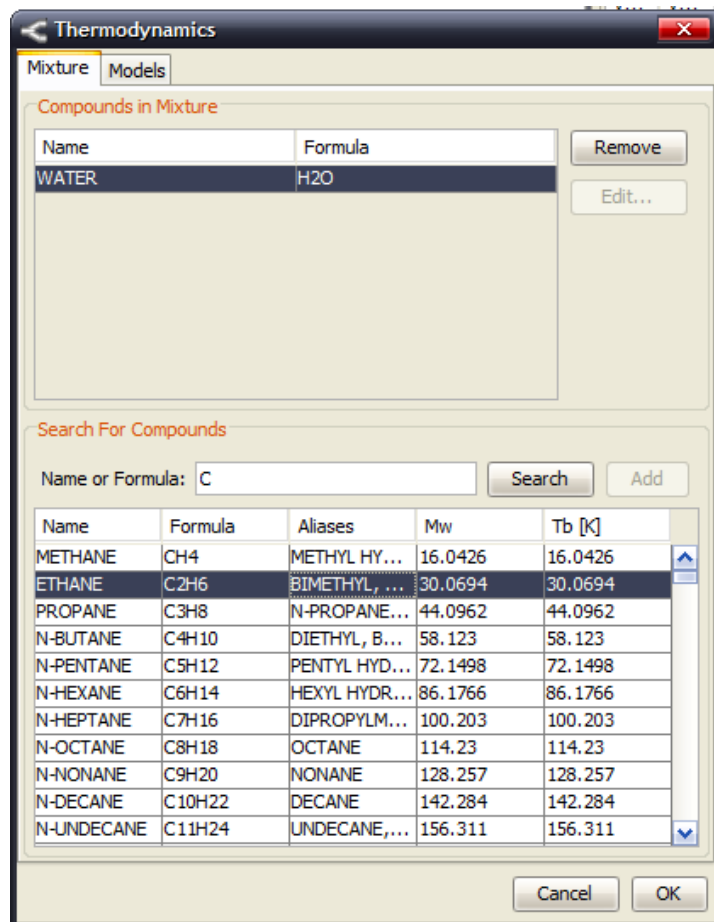 Thermodynamics
Mixture Models
Compounds in Mixture
Name Formula
WATER H2O
Remove
Edit...
Search For Compounds
Name or Formula: C Search Add
Name Formula Aliases Mw Tb [K]
METHANE CH4 METHYL HY... 16.0426 16.0426
ETHANE C2H6 BIMETHYL, ... 30.0694 30.0694
PROPANE C3H8 N-PROPANE... 44.0962 44.0962
N-BUTANE C4H10 DIETHYL, B... 58.123 58.123
N-PENTANE C5H12 PENTYL HYD... 72.1498 72.1498
N-HEXANE C6H14 HEXYL HYDR... 86.1766 86.1766
N-HEPTANE C7H16 DIPROPYLM... 100.203 100.203
N-OCTANE C8H18 OCTANE 114.23 114.23
N-NONANE C9H20 NONANE 128.257 128.257
N-DECANE C10H22 DECANE 142.284 142.284
N-UNDECANE C11H24 UNDECANE,... 156.311 156.311
Cancel OK